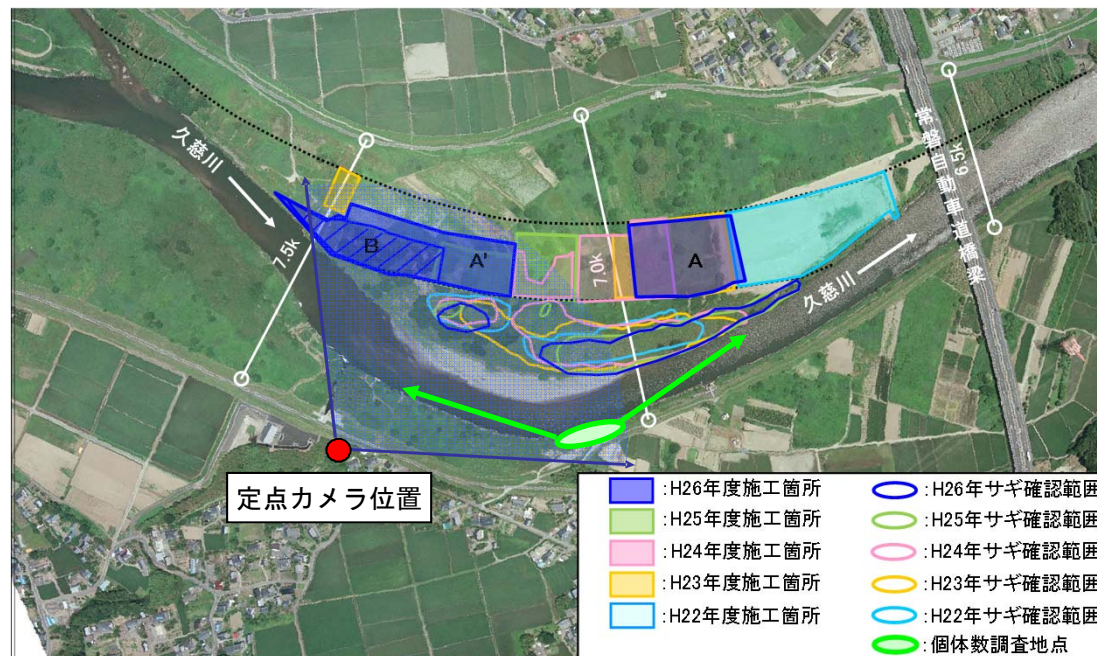 久慈川
7.5k
B
A'
7.0k
A
久慈川
常磐自動車道橋梁
6.5k
定点カメラ位置
:H26年度施工箇所
:H25年度施工箇所
:H24年度施工箇所
:H23年度施工箇所
:H22年度施工箇所
:H26年サギ確認範囲
:H25年サギ確認範囲
:H24年サギ確認範囲
:H23年サギ確認範囲
:H22年サギ確認範囲
:個体数調査地点